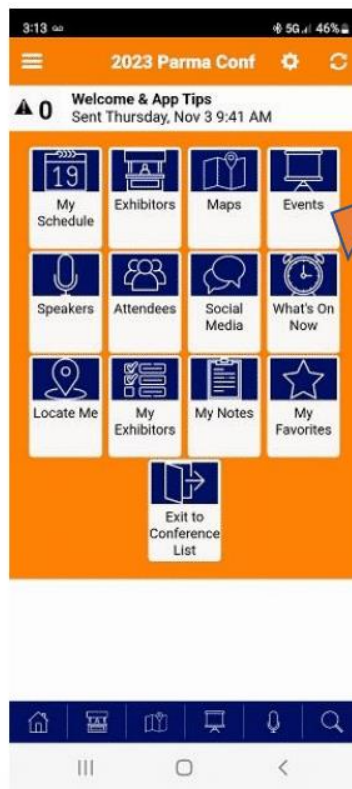 3:13 5G 46%
2023 Parma Conf
0 Welcome & App Tips
Sent Thursday, Nov 3 9:41 AM
19
My Schedule
A
Exhibitors
Maps
Events
Speakers
Attendees
Social Media
What's On Now
Locate Me
My Exhibitors
My Notes
My Favorites
Exit to Conference List